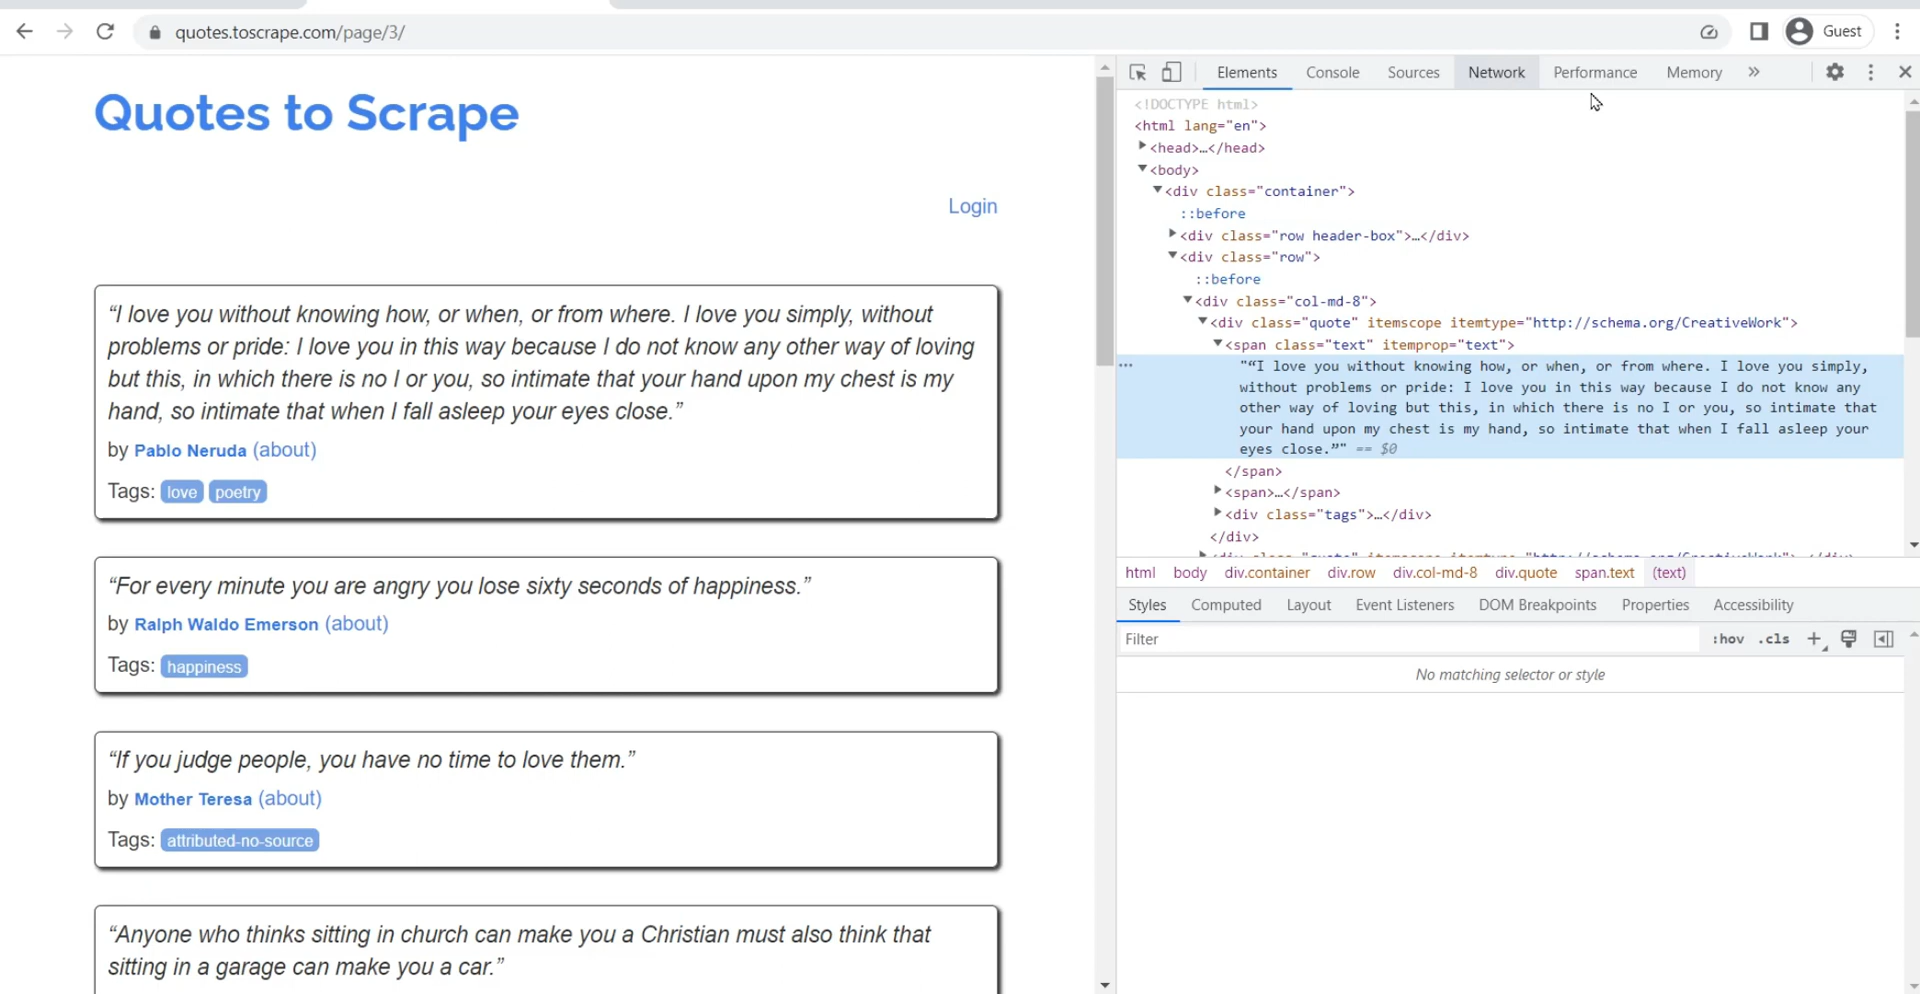 quotes.toscrape.com/page/3/
Guest
Quotes to Scrape
Login
“I love you without knowing how, or when, or from where. I love you simply, without
problems or pride: I love you in this way because I do not know any other way of loving
but this, in which there is no I or you, so intimate that your hand upon my chest is my
hand, so intimate that when I fall asleep your eyes close.”
by Pablo Neruda (about)
Tags: love poetry
“For every minute you are angry you lose sixty seconds of happiness.”
by Ralph Waldo Emerson (about)
Tags: happiness
“If you judge people, you have no time to love them.”
by Mother Teresa (about)
Tags: attributed-no-source
“Anyone who thinks sitting in church can make you a Christian must also think that
sitting in a garage can make you a car.”
Elements Console Sources Network Performance Memory »
<!DOCTYPE html>
<html lang="en">
<head>…</head>
<body>
<div class="container">
::before
<div class="row header-box">…</div>
<div class="row">
::before
<div class="col-md-8">
<div class="quote" itemscope itemtype="http://schema.org/CreativeWork">
<span class="text" itemprop="text">
"“I love you without knowing how, or when, or from where. I love you simply,
without problems or pride: I love you in this way because I do not know any
other way of loving but this, in which there is no I or you, so intimate that
your hand upon my chest is my hand, so intimate that when I fall asleep your
eyes close.”" == $0
</span>
<span>…</span>
<div class="tags">…</div>
</div>
<div class="quote" itemscope itemtype="http://schema.org/CreativeWork">…</div>
html body div.container div.row div.col-md-8 div.quote span.text (text)
Styles Computed Layout Event Listeners DOM Breakpoints Properties Accessibility
Filter :hov .cls +
No matching selector or style